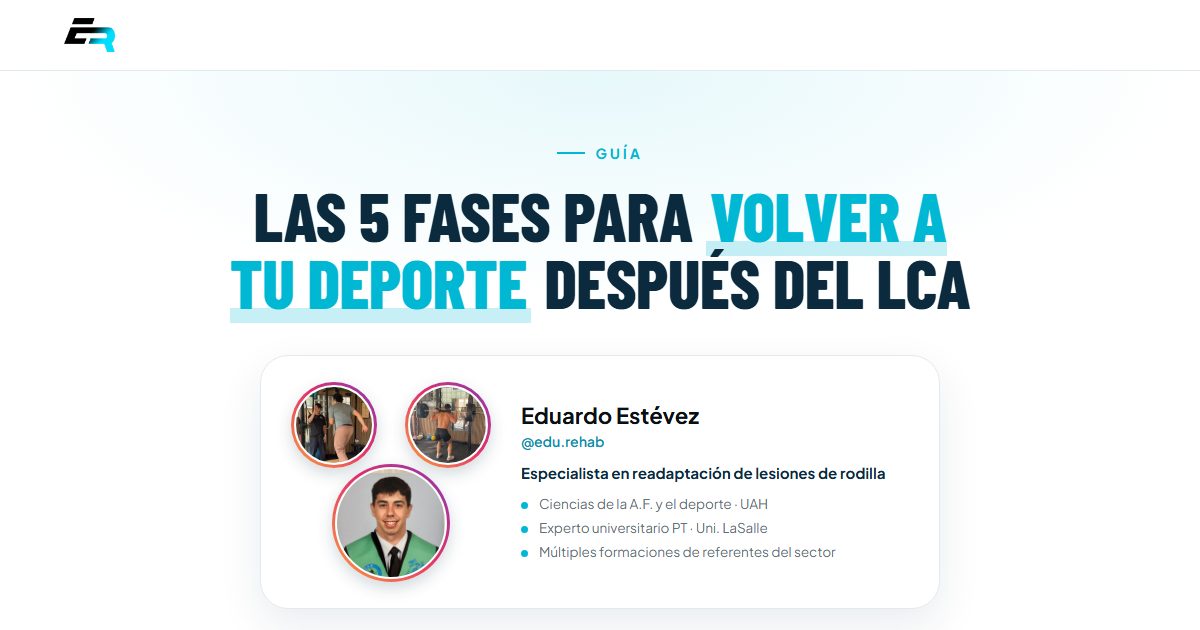 ER
GUÍA
LAS 5 FASES PARA VOLVER A
TU DEPORTE DESPUÉS DEL LCA
Eduardo Estévez
@edu.rehab
Especialista en readaptación de lesiones de rodilla
Ciencias de la A.F. y el deporte · UAH
Experto universitario PT · Uni. LaSalle
Múltiples formaciones de referentes del sector